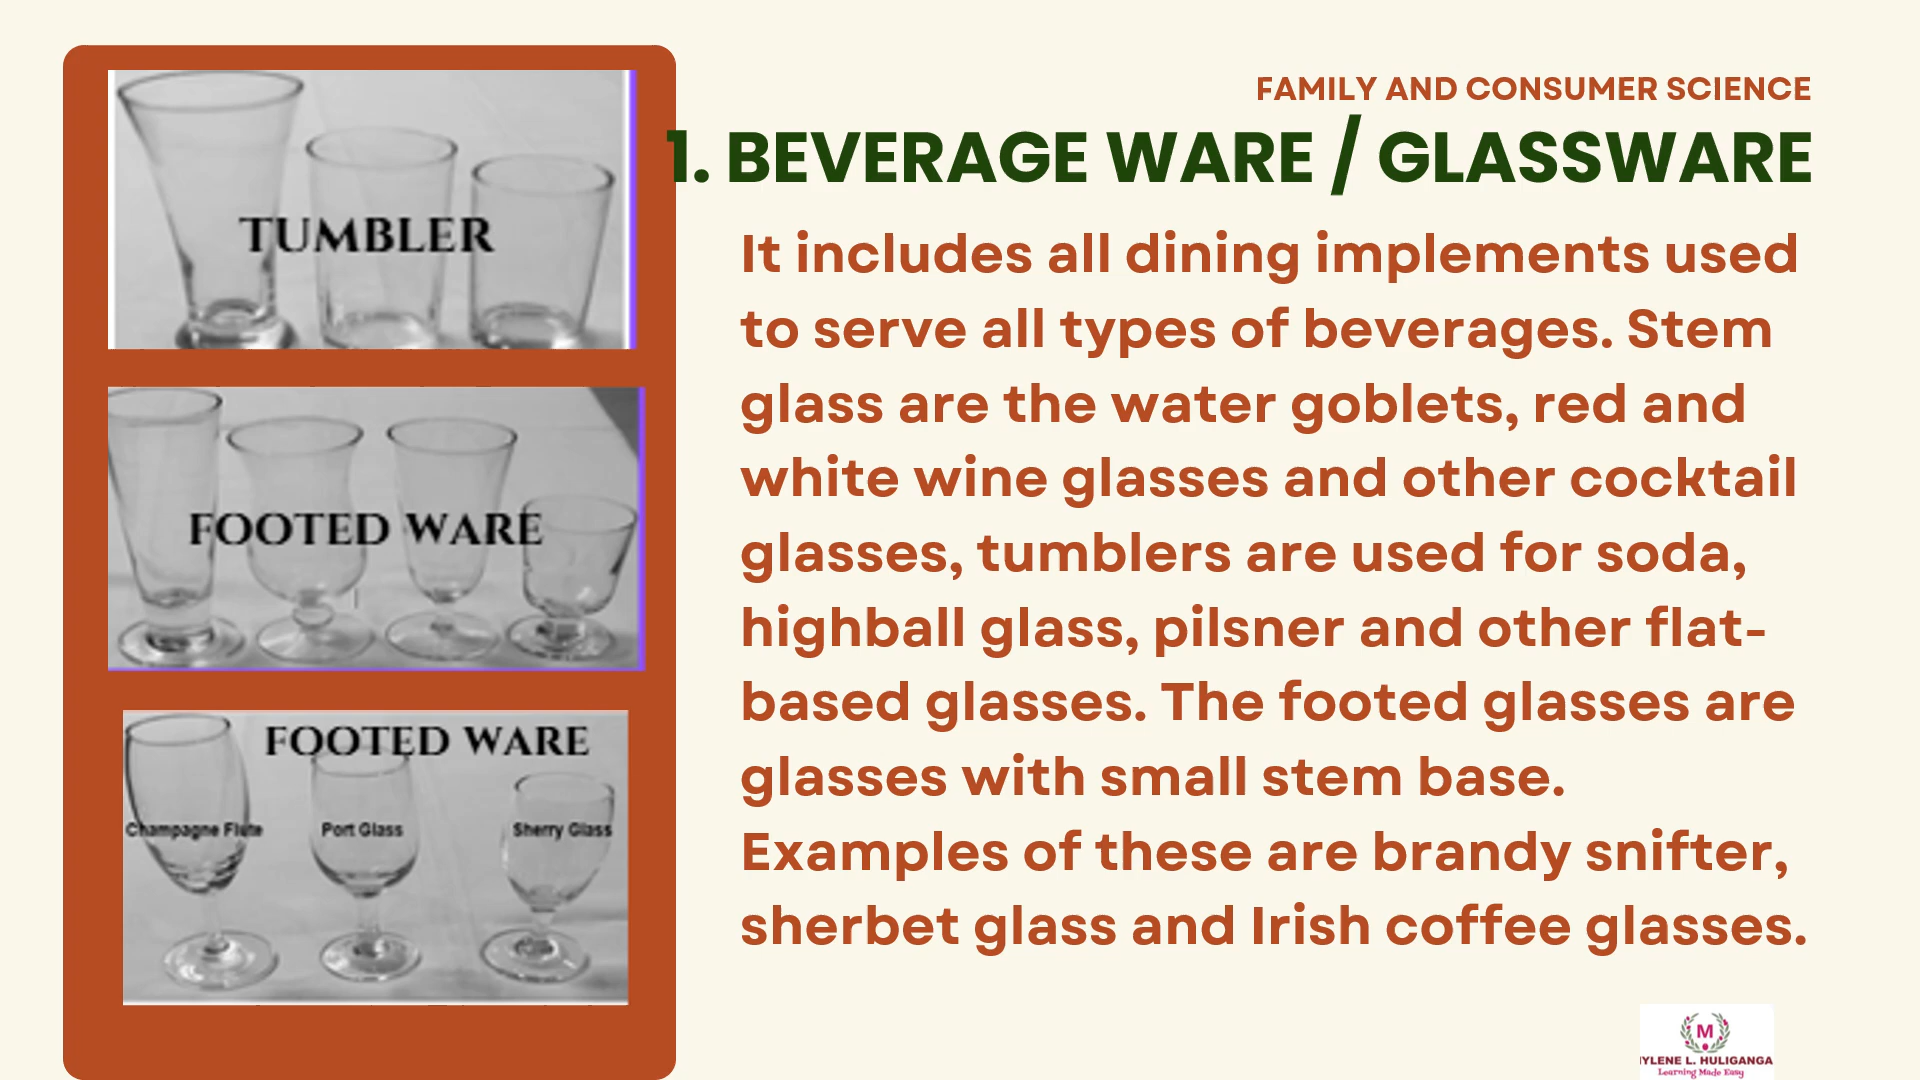 TUMBLER
FOOTED WARE
FOOTED WARE
Champagne Flute
Port Glass
Sherry Glass
FAMILY AND CONSUMER SCIENCE
1. BEVERAGE WARE / GLASSWARE
It includes all dining implements used
to serve all types of beverages. Stem
glass are the water goblets, red and
white wine glasses and other cocktail
glasses, tumblers are used for soda,
highball glass, pilsner and other flat-
based glasses. The footed glasses are
glasses with small stem base.
Examples of these are brandy snifter,
sherbet glass and Irish coffee glasses.
M
YLENE L. HULIGANGA
Learning Made Easy